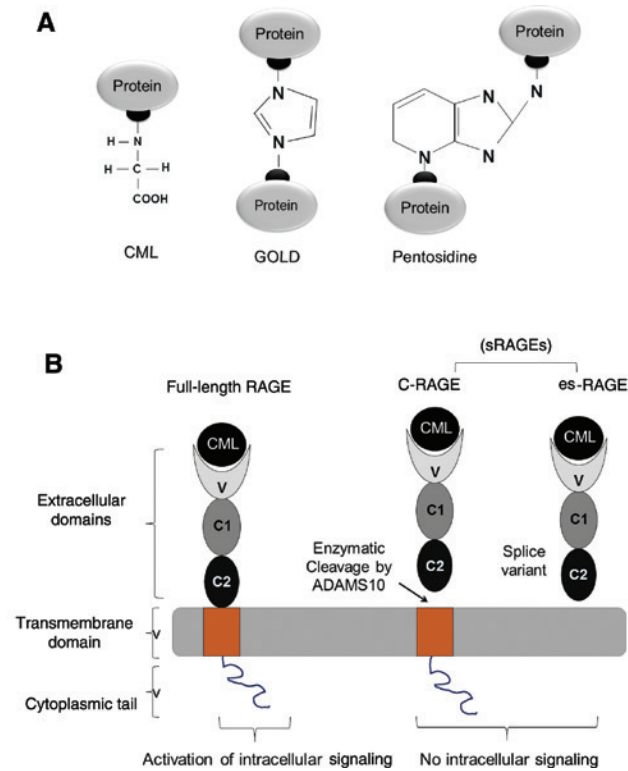 A
Protein
H – N
H – C – H
COOH
CML
Protein
N
N
Protein
GOLD
Protein
N
N
N
N
Protein
Pentosidine
B
(sRAGEs)
Full-length RAGE
C-RAGE
es-RAGE
CML
V
C1
C2
CML
V
C1
C2
CML
V
C1
C2
Extracellular
domains
Enzymatic
Cleavage by
ADAMS10
Splice
variant
Transmembrane
domain
V
Cytoplasmic tail
V
Activation of intracellular signaling
No intracellular signaling